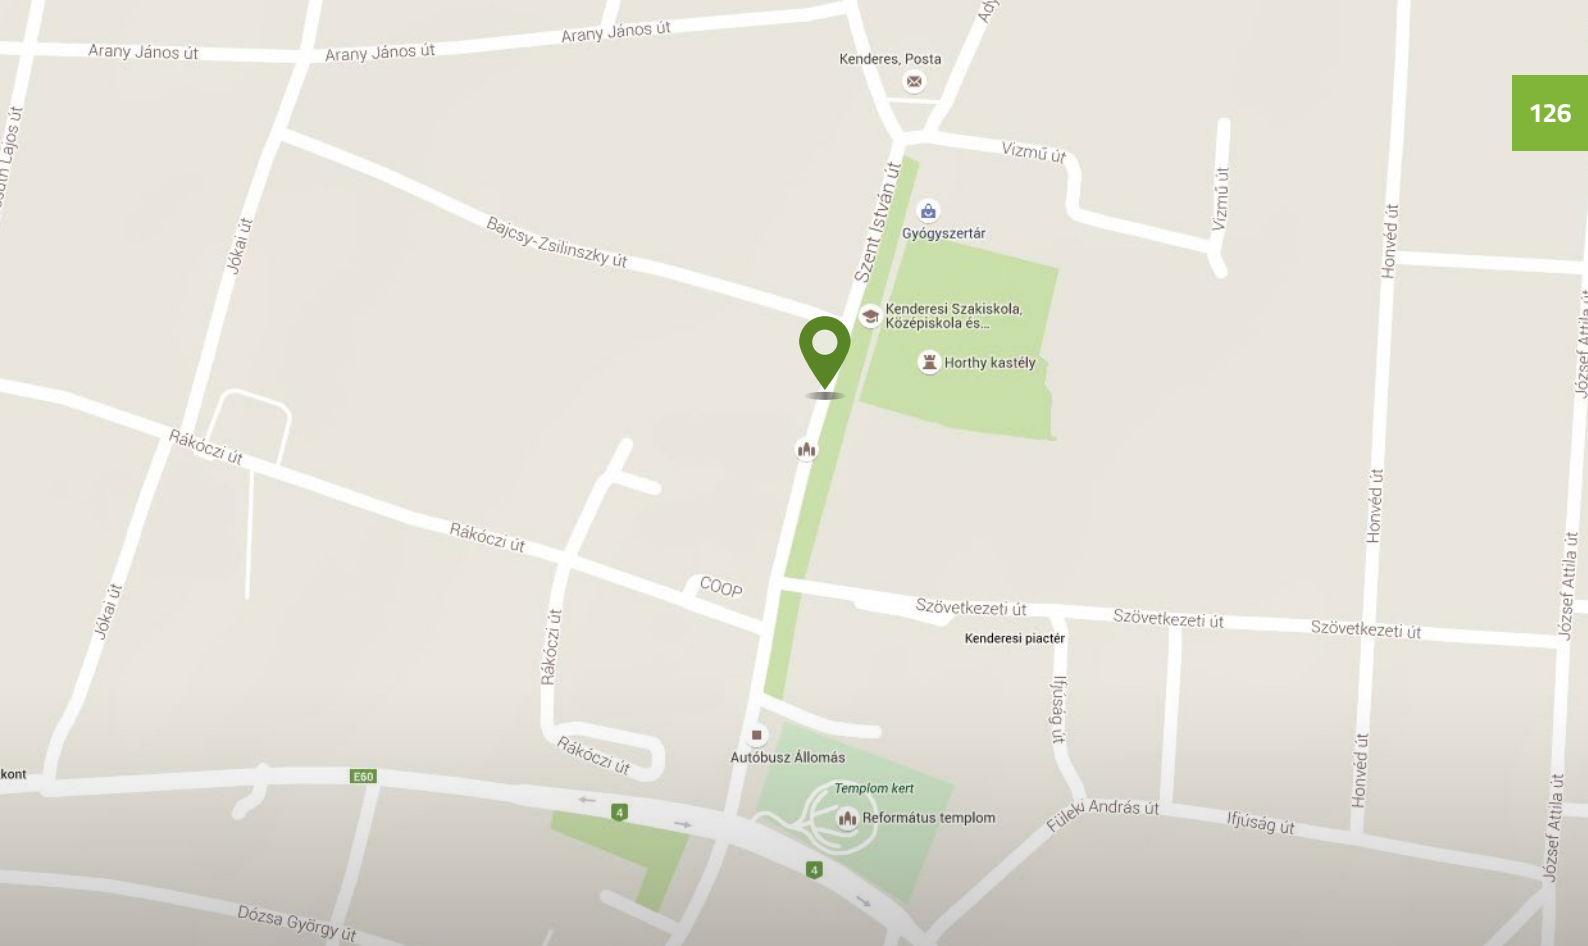 Ady
Arany János út
Arany János út
Arany János út
Kenderes, Posta
126
Vizmű út
Vizmű út
Szent István út
Gyógyszertár
Jókai út
Bajcsy-Zsilinszky út
Honvéd út
Kenderesi Szakiskola,
Középiskola és...
József Attila út
Horthy kastély
Rákóczi út
Rákóczi út
Honvéd út
József Attila út
COOP
Szövetkezeti út
Szövetkezeti út
Szövetkezeti út
Kenderesi piactér
Jókai út
Rákóczi út
Ifjúság út
Rákóczi út
Autóbusz Állomás
Honvéd út
kont
E60
Templom kert
4
Református templom
Füleki András út
Ifjúság út
József Attila út
4
Dózsa György út